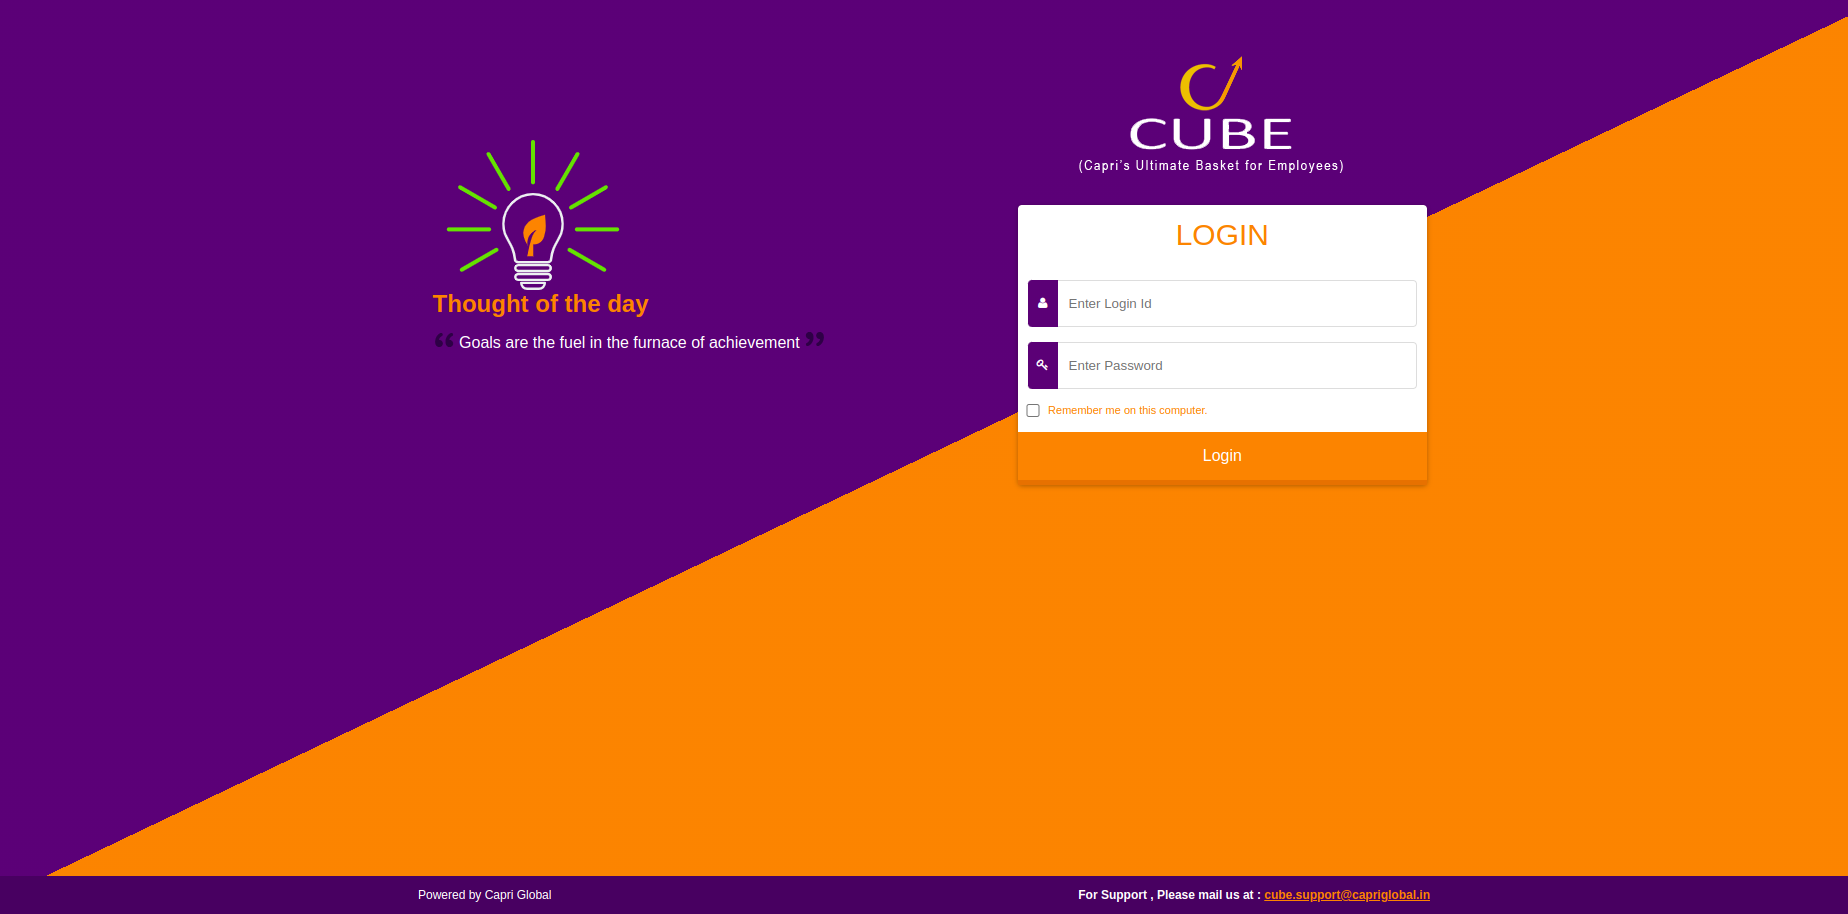 CUBE
(Capri's Ultimate Basket for Employees)
Thought of the day
“ Goals are the fuel in the furnace of achievement ”
LOGIN
Enter Login Id
Enter Password
Remember me on this computer.
Login
Powered by Capri Global
For Support , Please mail us at : cube.support@capriglobal.in